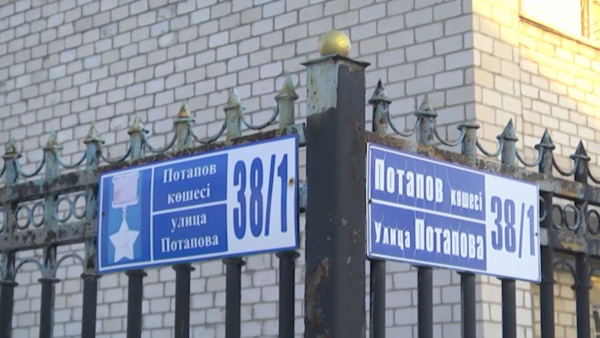 Потапов
көшесі
улица
Потапова
38/1
Потапов көшесі
улица Потапова
38/1